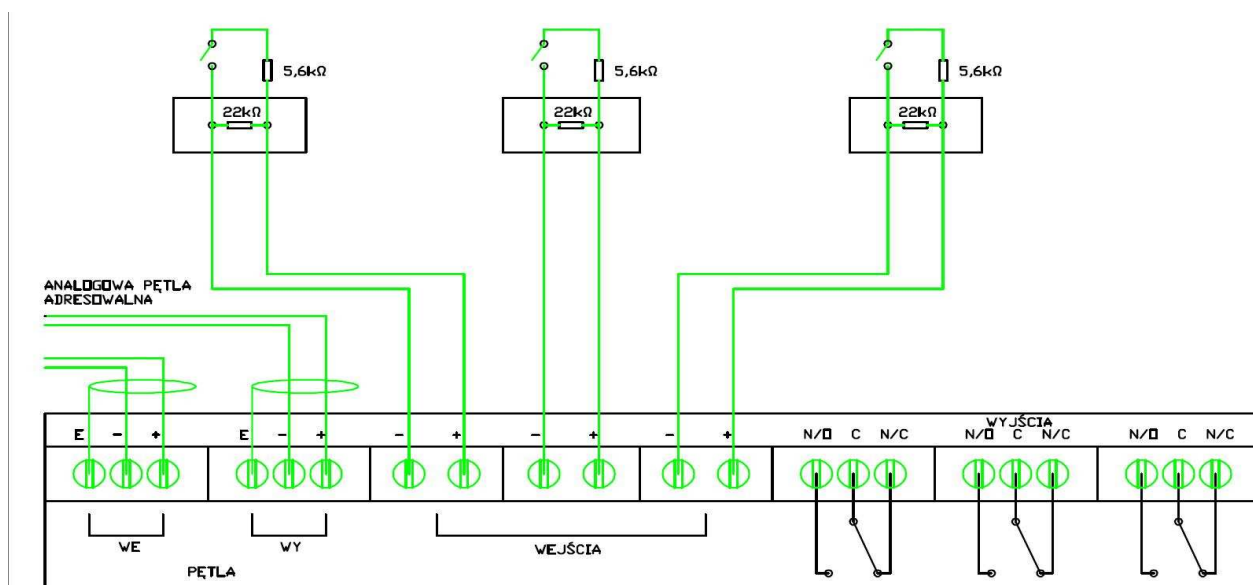 5,6kΩ 5,6kΩ 5,6kΩ
22kΩ 22kΩ 22kΩ
ANALOGOWA PĘTLA
ADRESOWALNA
WYJŚCIA
E - + E - + - + - + - + N/O C N/C N/O C N/C N/O C N/C
WE WY WEJŚCIA
PĘTLA